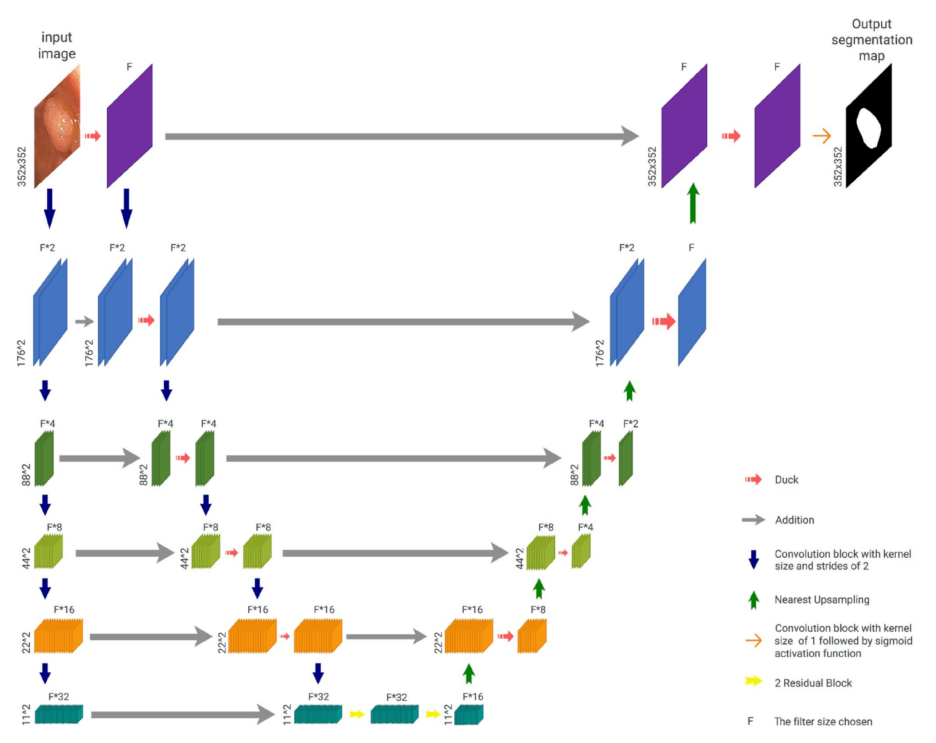 input
image
F
352x352
F
352x352
F
Output
segmentation
map
352x352
F*2
176^2
F*2
176^2
F*2
F*2
176^2
F
F*4
88^2
F*4
88^2
F*4
F*4
88^2
F*2
F*8
44^2
F*8
44^2
F*8
F*8
44^2
F*4
F*16
22^2
F*16
22^2
F*16
F*16
22^2
F*8
F*32
11^2
F*32
11^2
F*32
F*16
11^2
Duck
Addition
Convolution block with kernel
size and strides of 2
Nearest Upsampling
Convolution block with kernel
size of 1 followed by sigmoid
activation function
2 Residual Block
F The filter size chosen